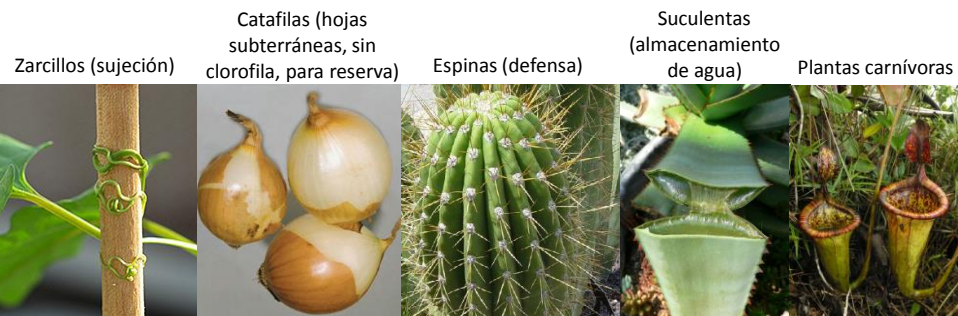 Zarcillos (sujeción)
Catafilas (hojas
subterráneas, sin
clorofila, para reserva)
Espinas (defensa)
Suculentas
(almacenamiento
de agua)
Plantas carnívoras